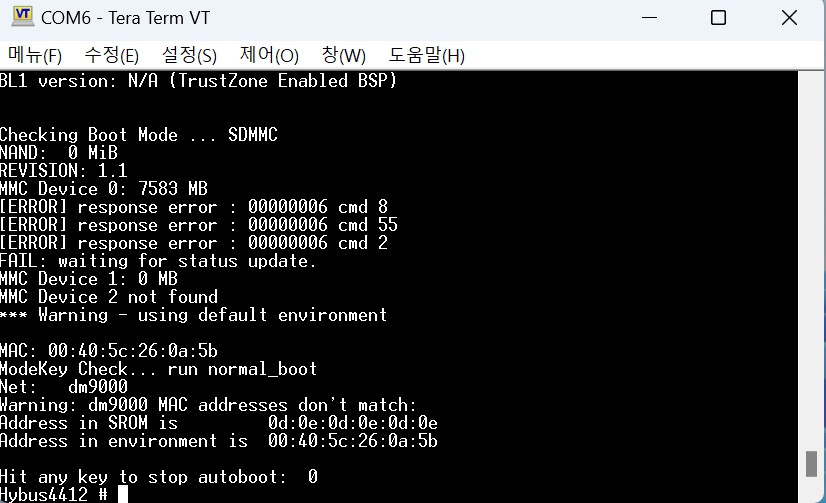 COM6 - Tera Term VT
메뉴(F) 수정(E) 설정(S) 제어(O) 창(W) 도움말(H)
BL1 version: N/A (TrustZone Enabled BSP)
Checking Boot Mode ... SDMMC
NAND:  0 MiB
REVISION: 1.1
MMC Device 0: 7583 MB
[ERROR] response error : 00000006 cmd 8
[ERROR] response error : 00000006 cmd 55
[ERROR] response error : 00000006 cmd 2
FAIL: waiting for status update.
MMC Device 1: 0 MB
MMC Device 2 not found
*** Warning - using default environment
MAC: 00:40:5c:26:0a:5b
ModeKey Check... run normal_boot
Net:   dm9000
Warning: dm9000 MAC addresses don't match:
Address in SROM is         0d:0e:0d:0e:0d:0e
Address in environment is  00:40:5c:26:0a:5b
Hit any key to stop autoboot:  0
Hybus4412 #